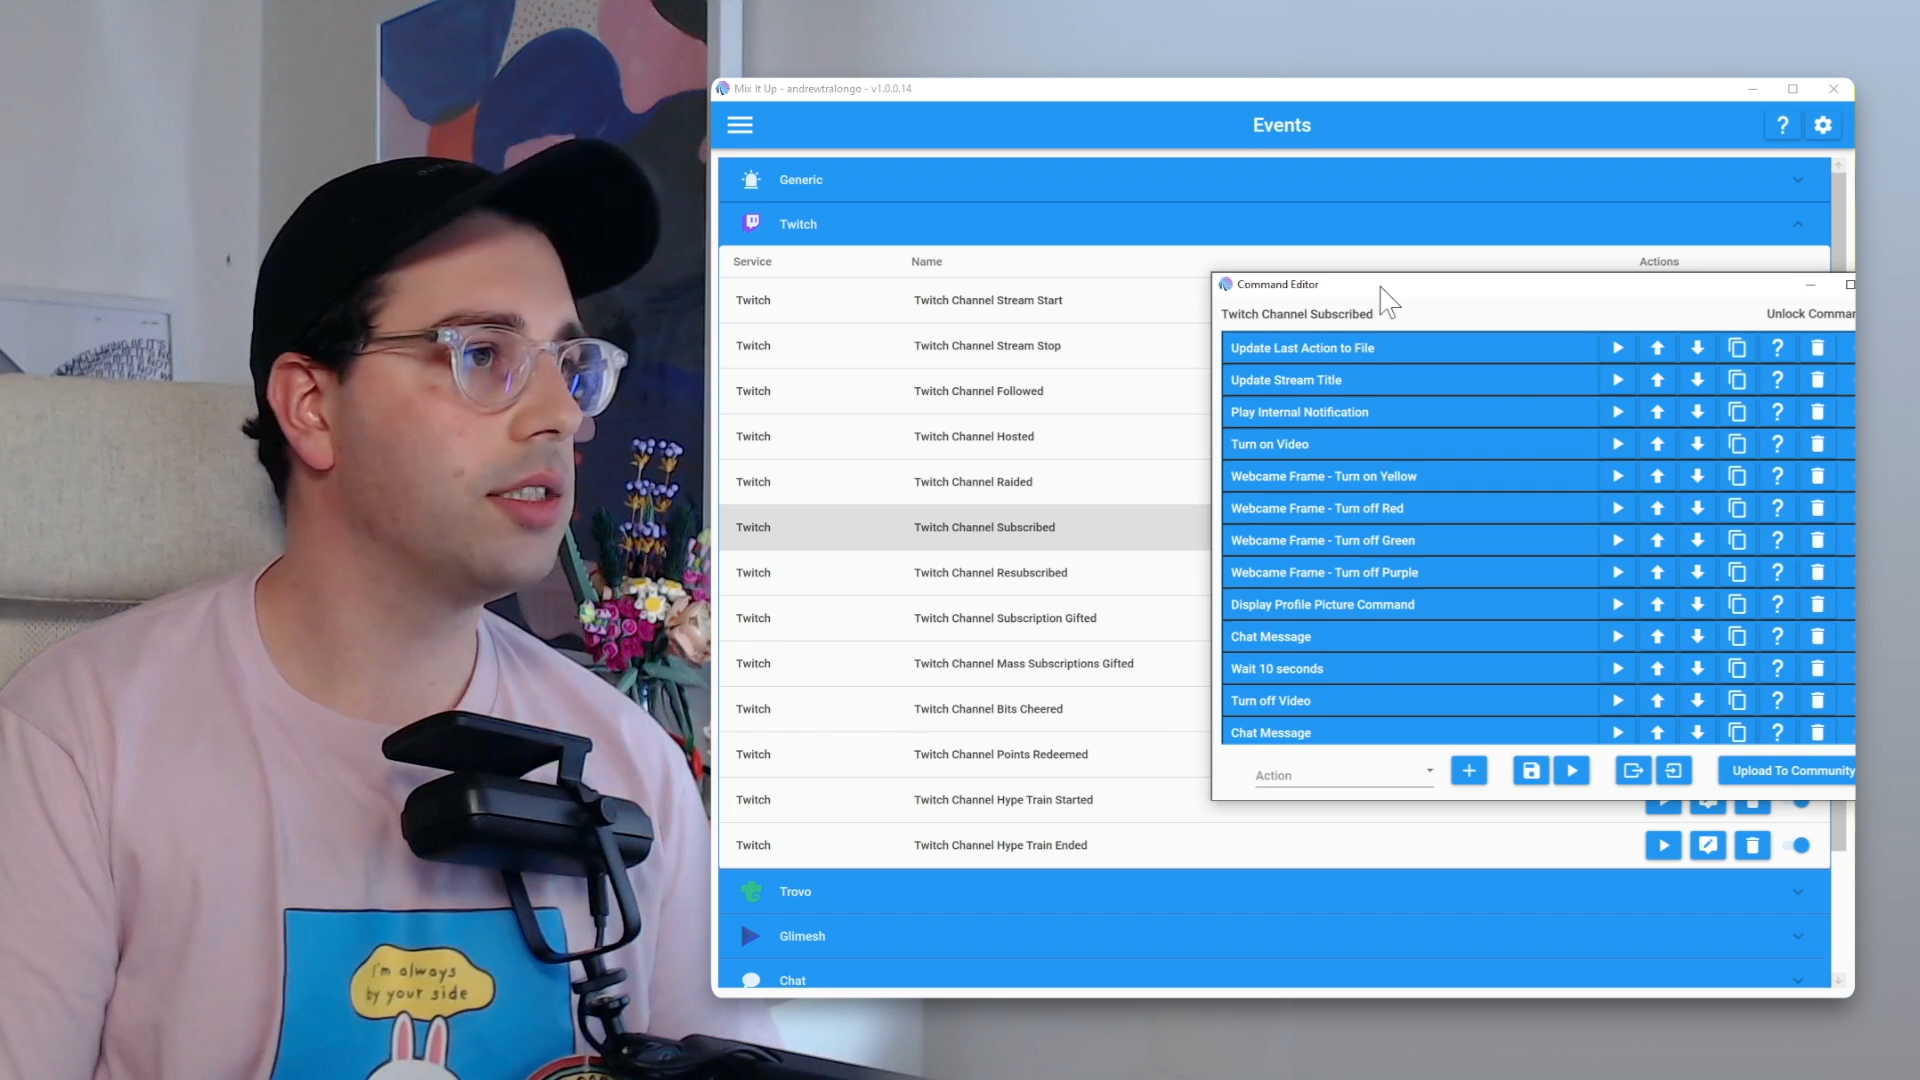 Mix It Up - andrewtralongo - v1.0.0.14
Events
?
Generic
Twitch
Service Name Actions
Twitch Twitch Channel Stream Start
Twitch Twitch Channel Stream Stop
Twitch Twitch Channel Followed
Twitch Twitch Channel Hosted
Twitch Twitch Channel Raided
Twitch Twitch Channel Subscribed
Twitch Twitch Channel Resubscribed
Twitch Twitch Channel Subscription Gifted
Twitch Twitch Channel Mass Subscriptions Gifted
Twitch Twitch Channel Bits Cheered
Twitch Twitch Channel Points Redeemed
Twitch Twitch Channel Hype Train Started
Twitch Twitch Channel Hype Train Ended
Trovo
Glimesh
Chat
Command Editor
Twitch Channel Subscribed Unlock Comman
Update Last Action to File ?
Update Stream Title ?
Play Internal Notification ?
Turn on Video ?
Webcame Frame - Turn on Yellow ?
Webcame Frame - Turn off Red ?
Webcame Frame - Turn off Green ?
Webcame Frame - Turn off Purple ?
Display Profile Picture Command ?
Chat Message ?
Wait 10 seconds ?
Turn off Video ?
Chat Message ?
Action Upload To Community
I'm always
by your side